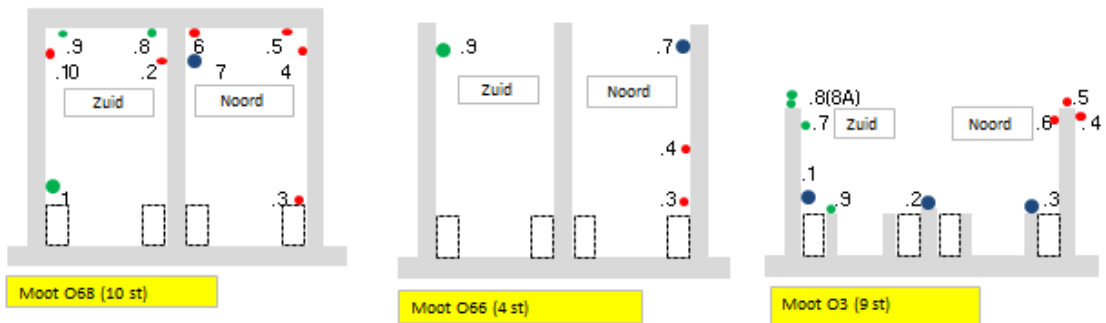 .9 .8 6 .5
.10 .2 7 4
Zuid Noord
1 .3
Moot O68 (10 st)
.9 .7
Zuid Noord
.4
.3
Moot O66 (4 st)
.8(8A) .5
.7 Zuid Noord .6 .4
.1
.9 .2 .3
Moot O3 (9 st)